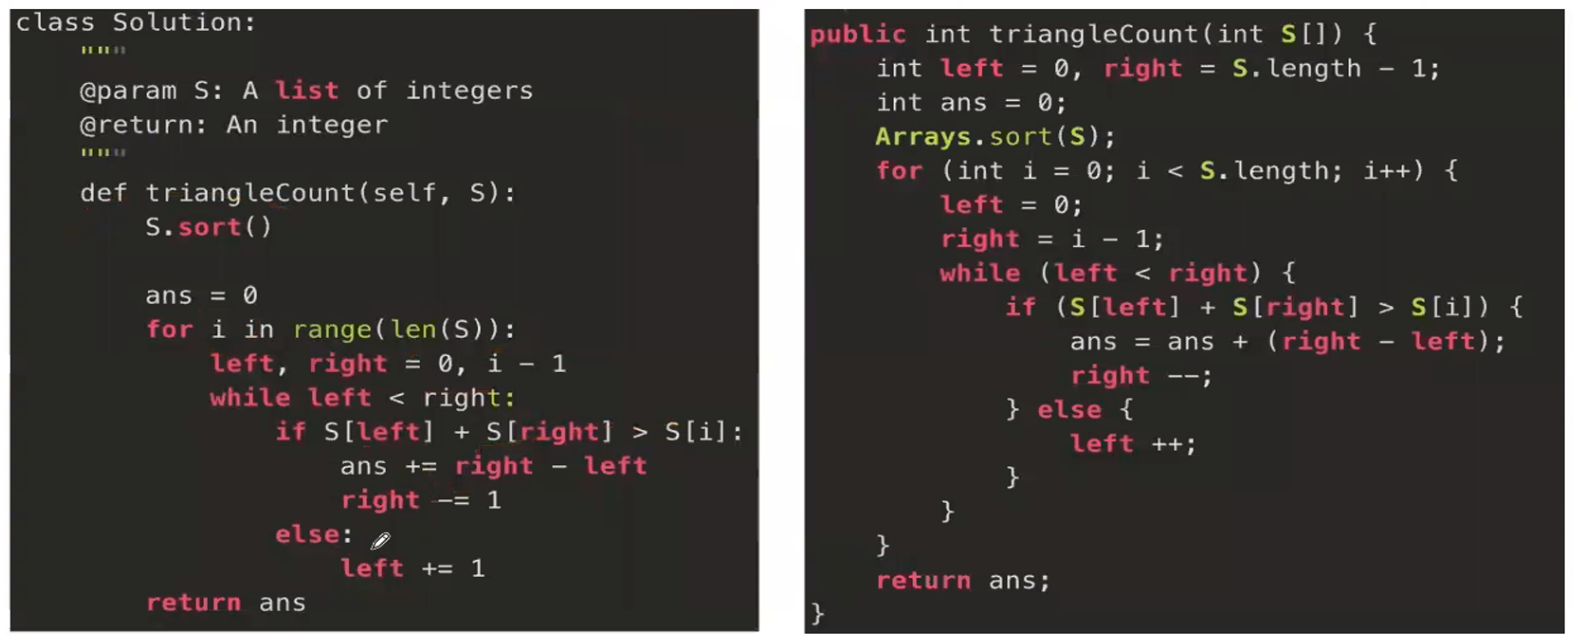 class Solution:
    """
    @param S: A list of integers
    @return: An integer
    """
    def triangleCount(self, S):
        S.sort()

        ans = 0
        for i in range(len(S)):
            left, right = 0, i - 1
            while left < right:
                if S[left] + S[right] > S[i]:
                    ans += right - left
                    right -= 1
                else:
                    left += 1
        return ans
public int triangleCount(int S[]) {
    int left = 0, right = S.length - 1;
    int ans = 0;
    Arrays.sort(S);
    for (int i = 0; i < S.length; i++) {
        left = 0;
        right = i - 1;
        while (left < right) {
            if (S[left] + S[right] > S[i]) {
                ans = ans + (right - left);
                right --;
            } else {
                left ++;
            }
        }
    }
    return ans;
}